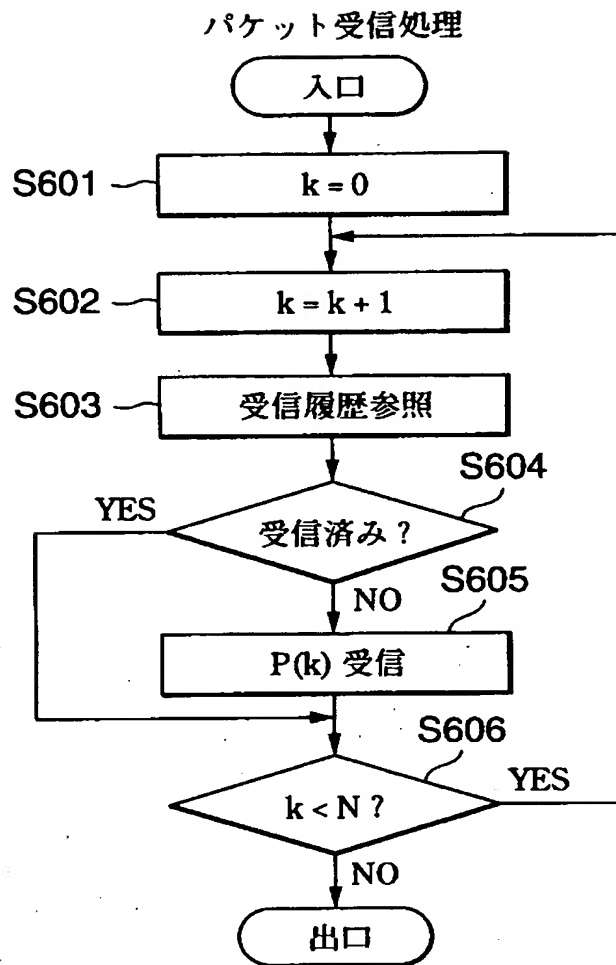 パケット受信処理
入口
S601
k = 0
S602
k = k + 1
S603
受信履歴参照
S604
YES
受信済み?
NO
S605
P(k) 受信
S606
k < N ?
YES
NO
出口